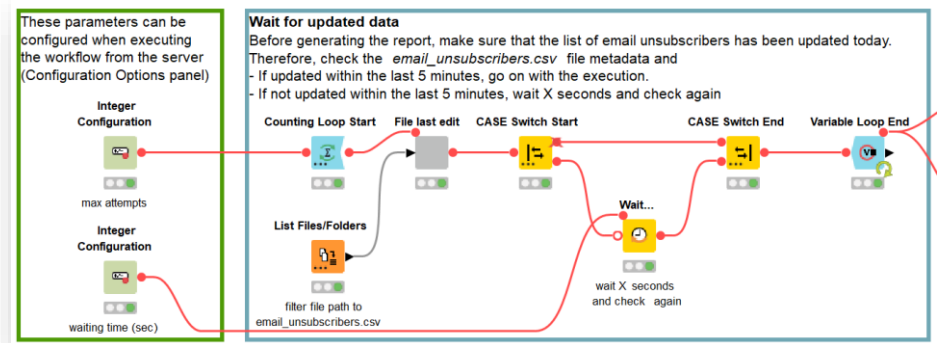 These parameters can be
configured when executing
the workflow from the server
(Configuration Options panel)
Integer
Configuration
max attempts
Integer
Configuration
waiting time (sec)
Wait for updated data
Before generating the report, make sure that the list of email unsubscribers has been updated today.
Therefore, check the email_unsubscribers.csv file metadata and
- If updated within the last 5 minutes, go on with the execution.
- If not updated within the last 5 minutes, wait X seconds and check again
Counting Loop Start
File last edit
CASE Switch Start
CASE Switch End
Variable Loop End
List Files/Folders
filter file path to
email_unsubscribers.csv
Wait...
wait X seconds
and check again